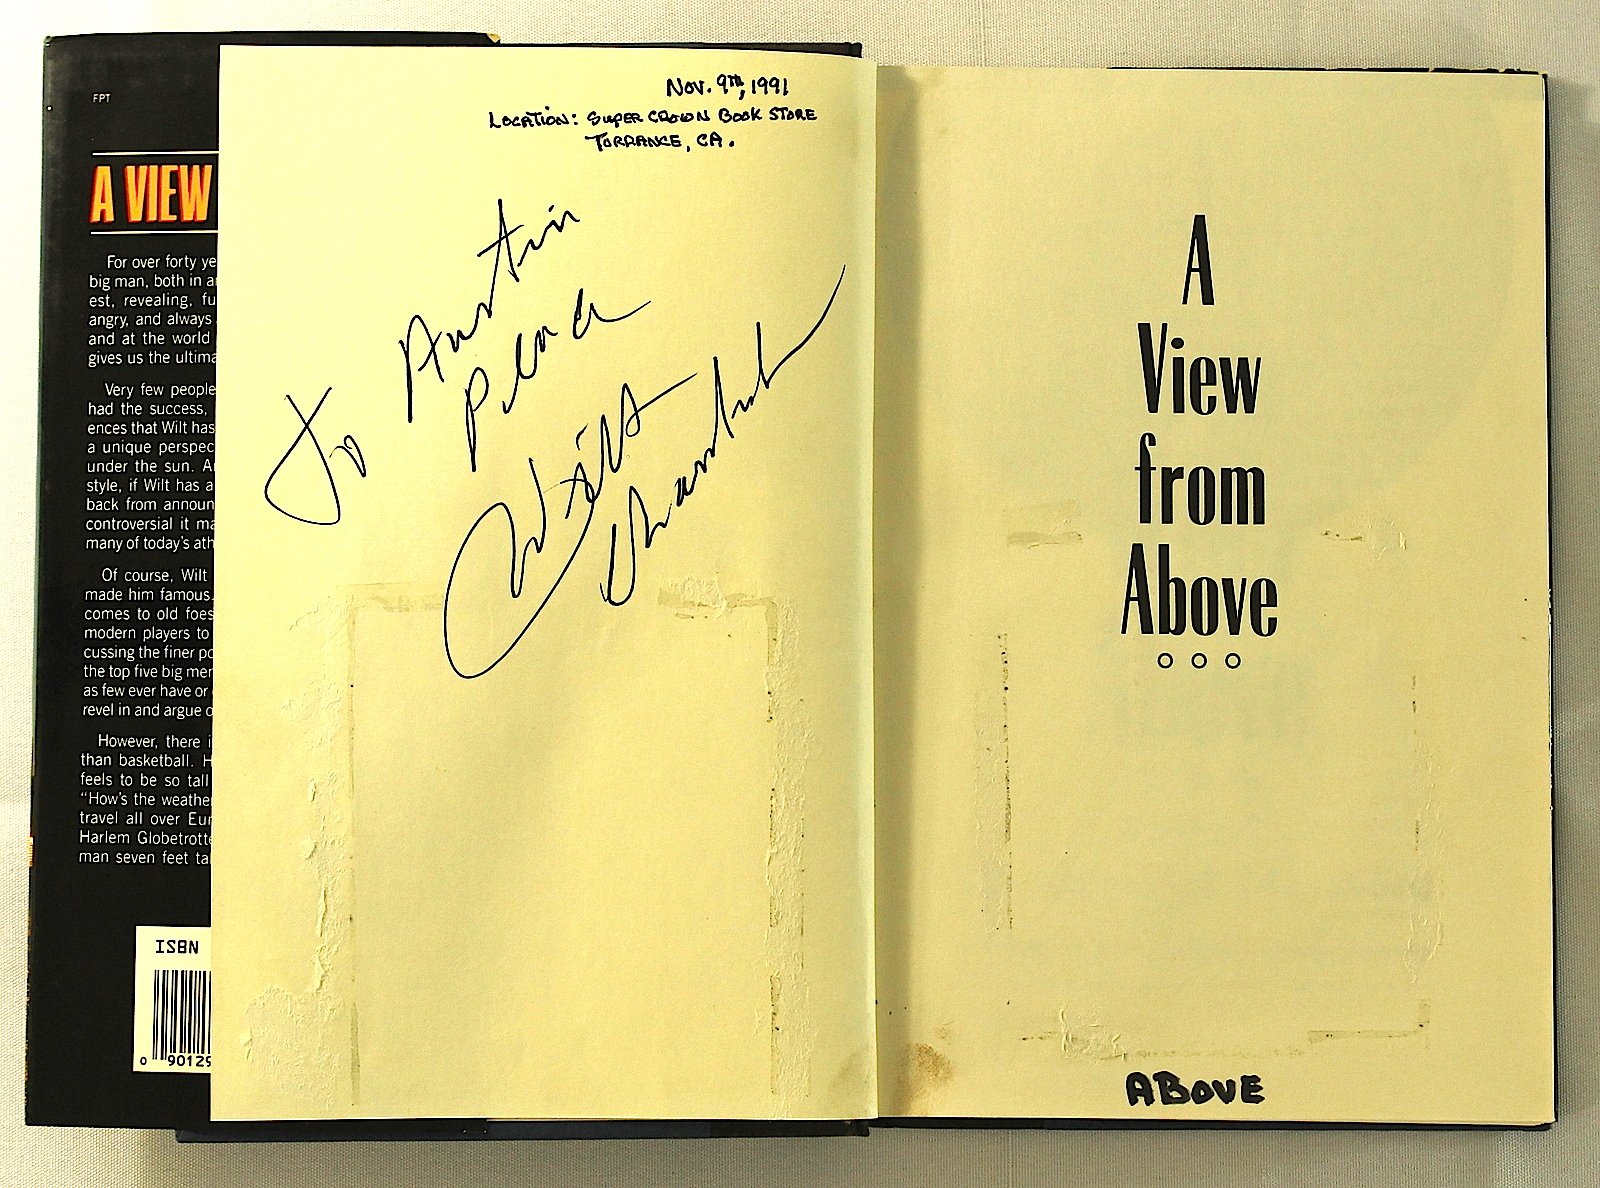 FPT
A VIEW
For over forty ye
big man, both in a
est, revealing, fu
angry, and always
and at the world
gives us the ultima
Very few people
had the success,
ences that Wilt has
a unique perspec
under the sun. A
style, if Wilt has a
back from announ
controversial it ma
many of today's ath
Of course, Wilt
made him famous.
comes to old foes
modern players to
cussing the finer po
the top five big mer
as few ever have or
revel in and argue o
However, there i
than basketball. H
feels to be so tall
"How's the weathe
travel all over Eur
Harlem Globetrotte
man seven feet tal
ISBN
0 90129
Nov. 9th, 1991
LOCATION: SUPER CROWN BOOK STORE
TORRANCE, CA.
To Austin
Peace
Wilt
Chamberlain
A
View
from
Above
ABOVE